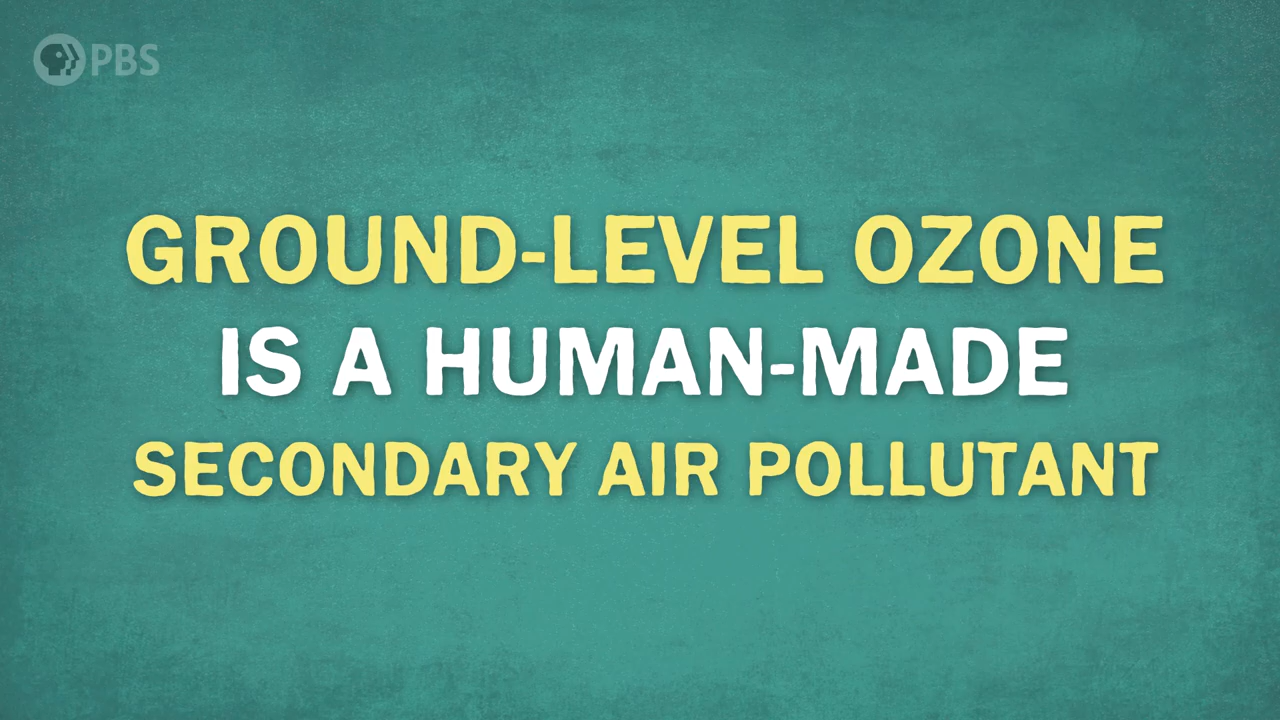 PBS
GROUND-LEVEL OZONE
IS A HUMAN-MADE
SECONDARY AIR POLLUTANT